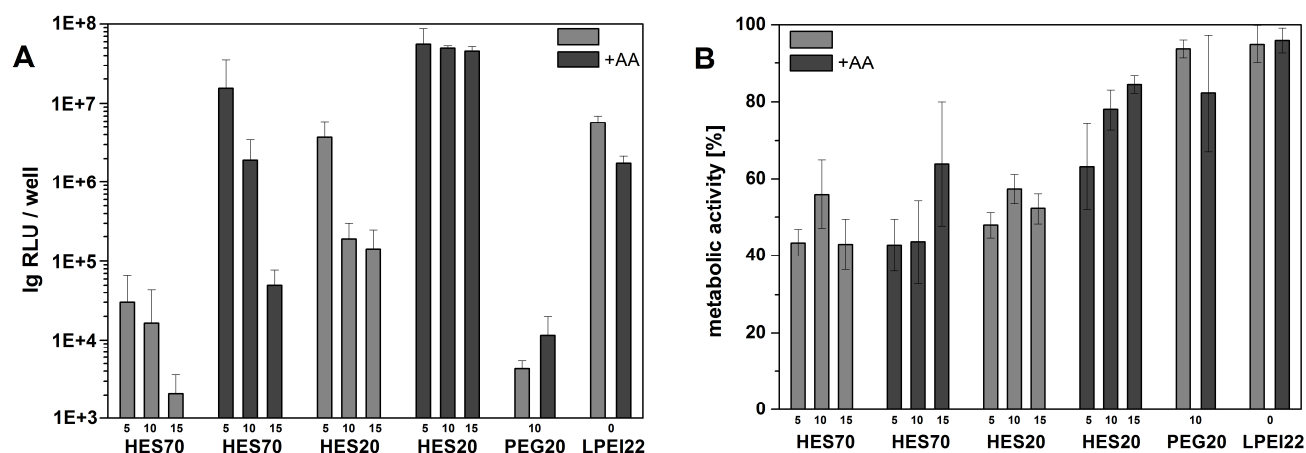 A
lg RLU / well
1E+8
1E+7
1E+6
1E+5
1E+4
1E+3
+AA
5 10 15 5 10 15 5 10 15 5 10 15 10 0
HES70 HES70 HES20 HES20 PEG20 LPEI22
B
metabolic activity [%]
100
80
60
40
20
0
+AA
5 10 15 5 10 15 5 10 15 5 10 15 10 0
HES70 HES70 HES20 HES20 PEG20 LPEI22